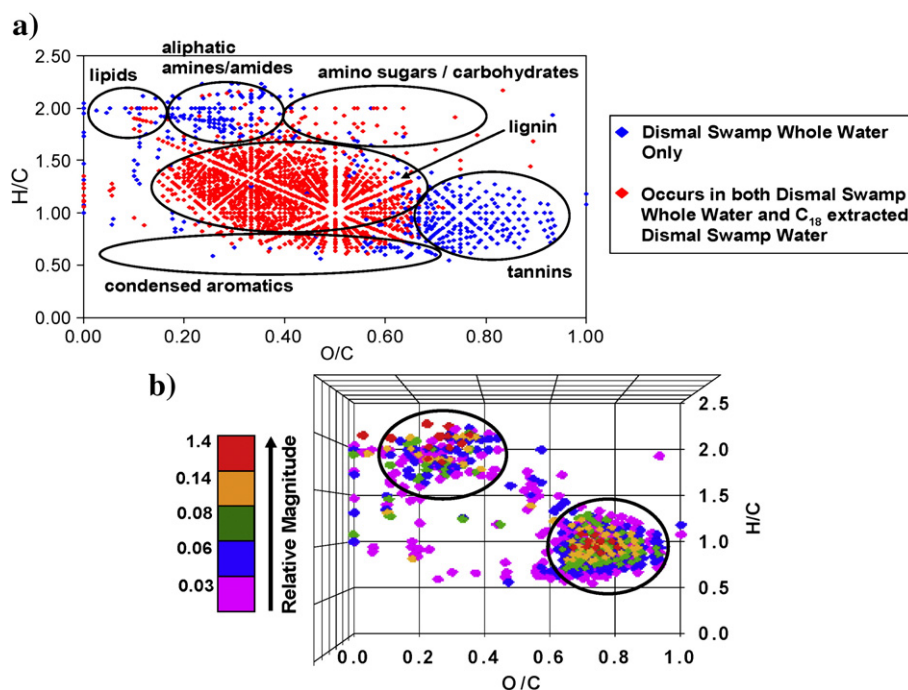 a)
2.50
2.00
1.50
1.00
0.50
0.00
H/C
0.00
0.20
0.40
0.60
0.80
1.00
O/C
lipids
aliphatic
amines/amides
amino sugars / carbohydrates
lignin
tannins
condensed aromatics
Dismal Swamp Whole Water
Only
Occurs in both Dismal Swamp
Whole Water and C18 extracted
Dismal Swamp Water
b)
1.4
0.14
0.08
0.06
0.03
Relative Magnitude
2.5
2.0
1.5
1.0
0.5
0.0
H/C
0.0
0.2
0.4
0.6
0.8
1.0
O/C